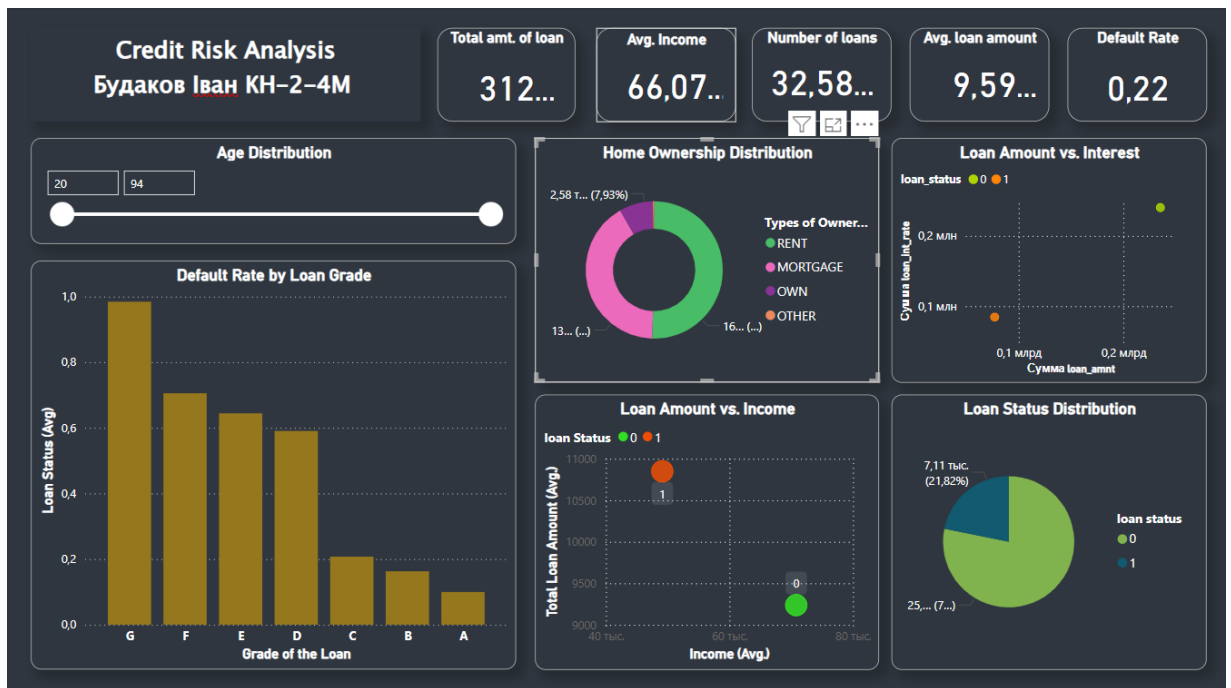 Credit Risk Analysis
Будаков Іван КН-2-4М
Total amt. of loan
312...
Avg. Income
66,07...
Number of loans
32,58...
Avg. loan amount
9,59...
Default Rate
0,22
Age Distribution
20
94
Default Rate by Loan Grade
Loan Status (Avg)
1,0
0,8
0,6
0,4
0,2
0,0
G F E D C B A
Grade of the Loan
Home Ownership Distribution
2,58 т... (7,93%)
13... (...)
16... (...)
Types of Owner...
RENT
MORTGAGE
OWN
OTHER
Loan Amount vs. Interest
loan_status 0 1
Сумма loan_int_rate
0,2 млн
0,1 млн
0,1 млрд 0,2 млрд
Сумма loan_amnt
Loan Amount vs. Income
loan Status 0 1
Total Loan Amount (Avg.)
11000
10500
10000
9500
9000
1
0
40 тыс. 60 тыс. 80 тыс.
Income (Avg.)
Loan Status Distribution
7,11 тыс.
(21,82%)
25,... (7...)
loan status
0
1